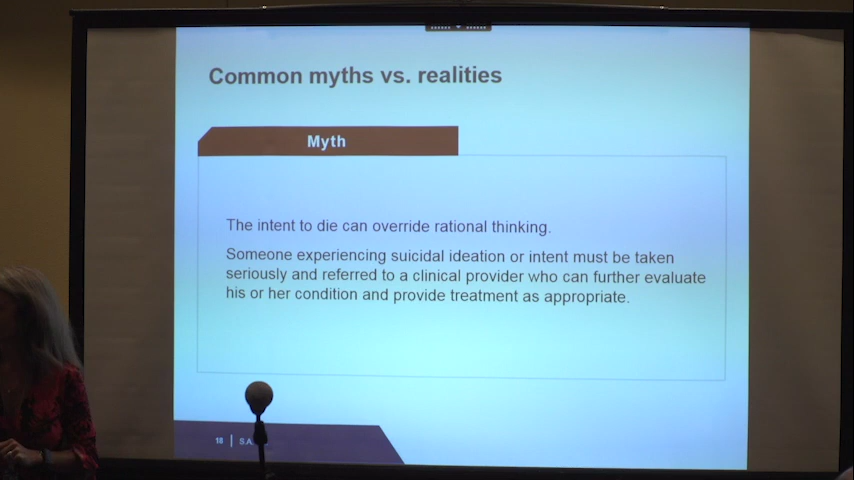 Common myths vs. realities
Myth
The intent to die can override rational thinking.
Someone experiencing suicidal ideation or intent must be taken
seriously and referred to a clinical provider who can further evaluate
his or her condition and provide treatment as appropriate.
18 | S.A.